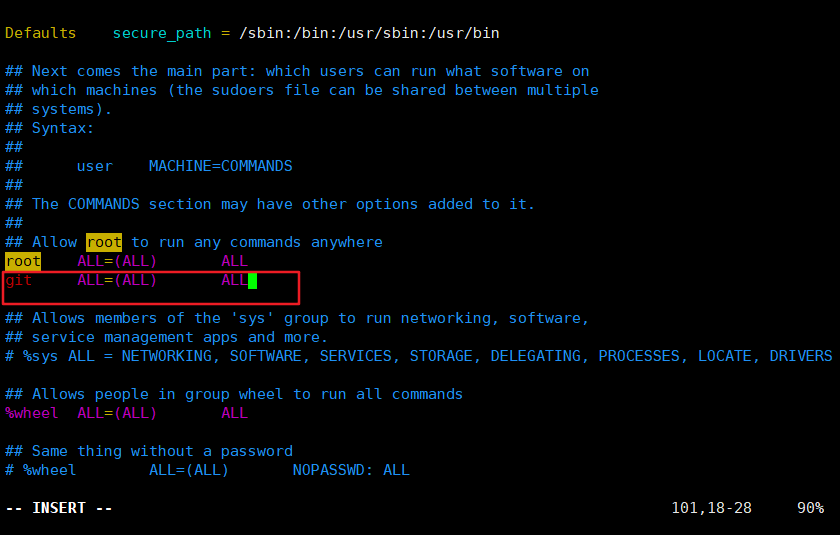 Defaults    secure_path = /sbin:/bin:/usr/sbin:/usr/bin
## Next comes the main part: which users can run what software on
## which machines (the sudoers file can be shared between multiple
## systems).
## Syntax:
##
##      user    MACHINE=COMMANDS
##
## The COMMANDS section may have other options added to it.
##
## Allow root to run any commands anywhere
root    ALL=(ALL)       ALL
git     ALL=(ALL)       ALL
## Allows members of the 'sys' group to run networking, software,
## service management apps and more.
# %sys ALL = NETWORKING, SOFTWARE, SERVICES, STORAGE, DELEGATING, PROCESSES, LOCATE, DRIVERS
## Allows people in group wheel to run all commands
%wheel  ALL=(ALL)       ALL
## Same thing without a password
# %wheel        ALL=(ALL)       NOPASSWD: ALL
-- INSERT --                                                              101,18-28     90%